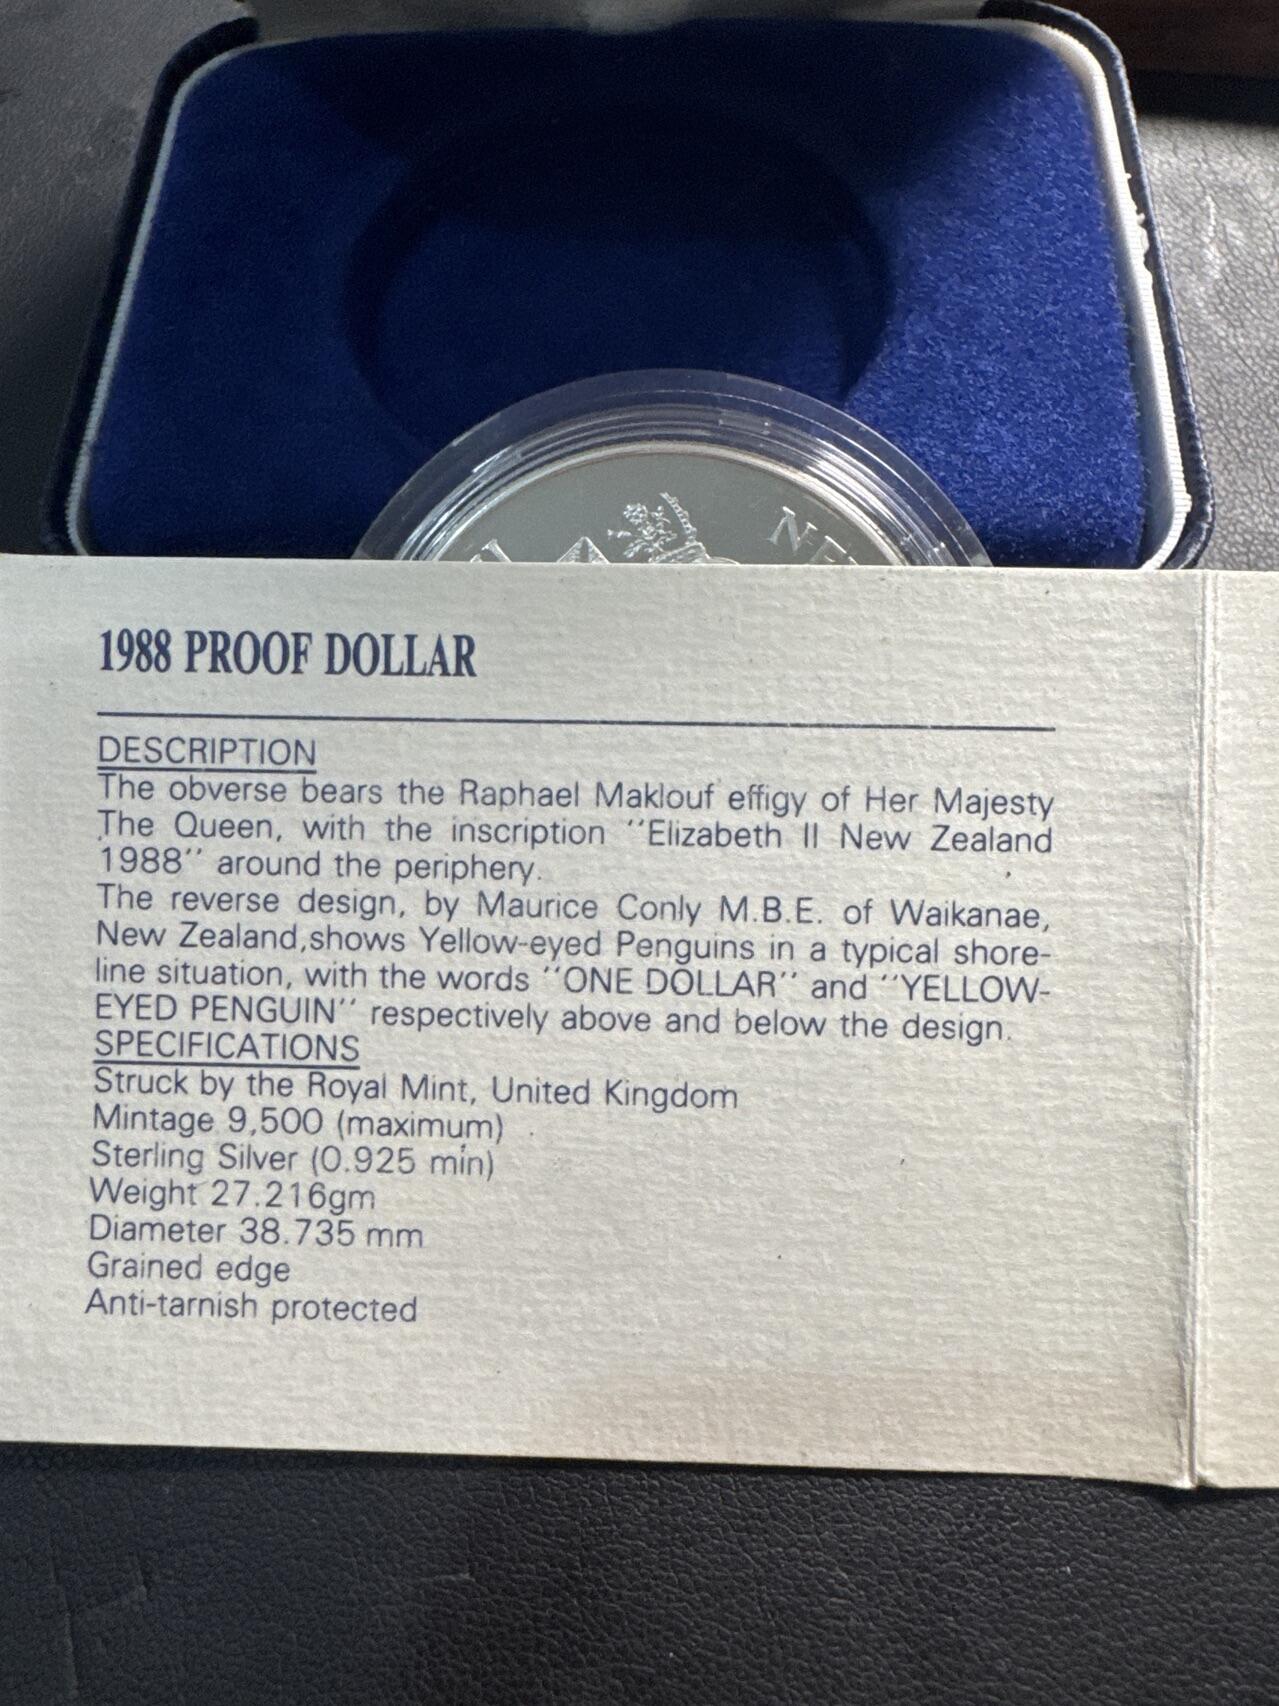 NE
1988 PROOF DOLLAR
DESCRIPTION
The obverse bears the Raphael Maklouf effigy of Her Majesty
The Queen, with the inscription ''Elizabeth II New Zealand
1988'' around the periphery.
The reverse design, by Maurice Conly M.B.E. of Waikanae,
New Zealand,shows Yellow-eyed Penguins in a typical shore-
line situation, with the words ''ONE DOLLAR'' and ''YELLOW-
EYED PENGUIN'' respectively above and below the design.
SPECIFICATIONS
Struck by the Royal Mint, United Kingdom
Mintage 9,500 (maximum)
Sterling Silver (0.925 min)
Weight 27.216gm
Diameter 38.735 mm
Grained edge
Anti-tarnish protected